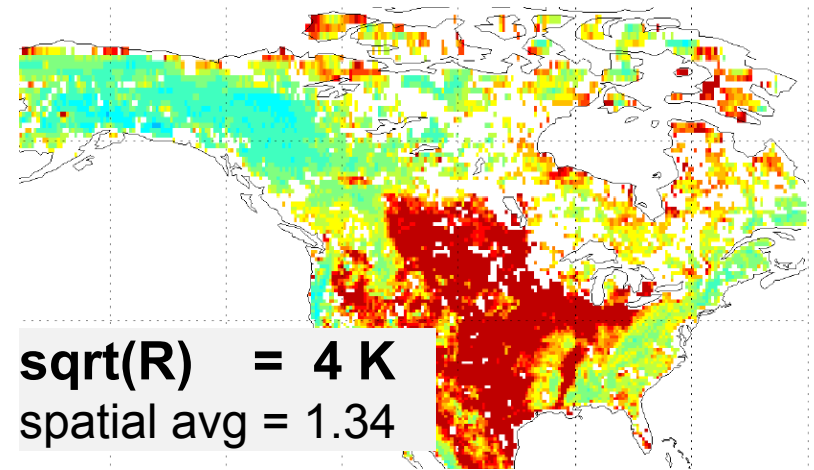 sqrt(R) = 4 K
spatial avg = 1.34